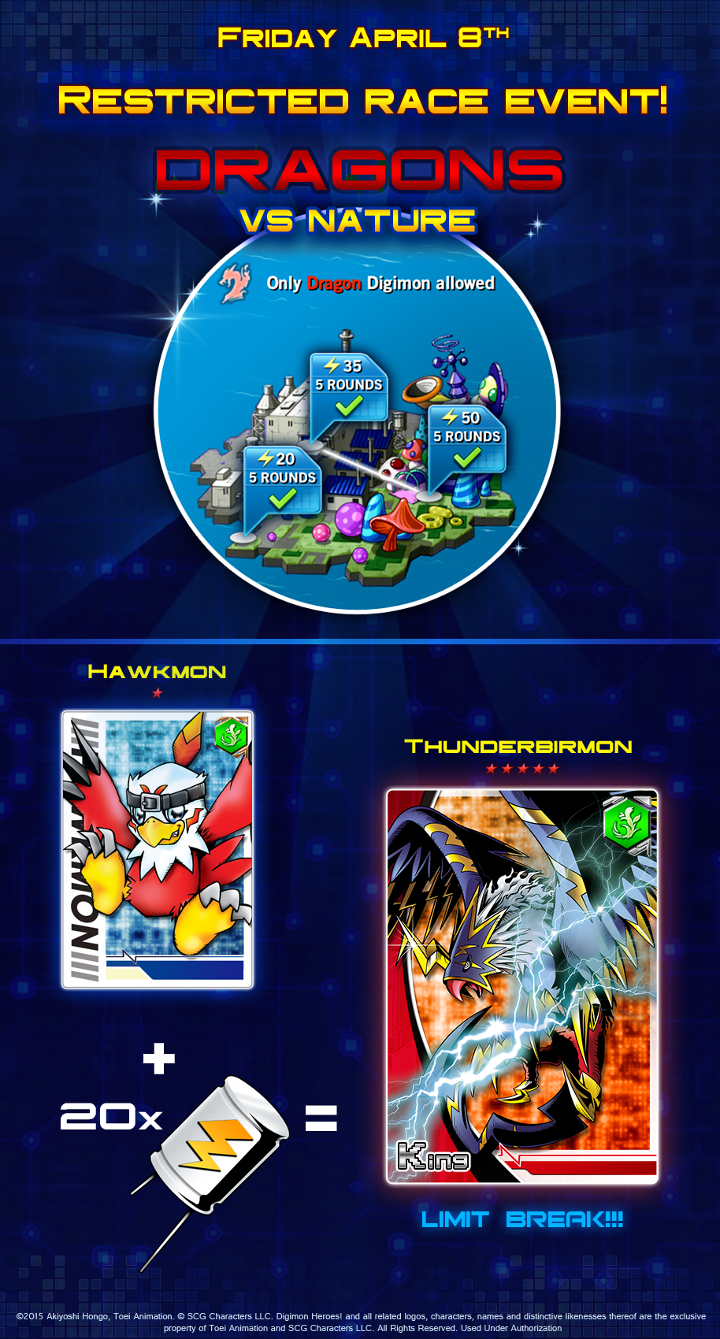 Friday April 8TH
Restricted race event!
DRAGONS
vs NATURE
Only Dragon Digimon allowed
35
5 ROUNDS
50
5 ROUNDS
20
5 ROUNDS
Hawkmon
Thunderbirmon
+
20x
=
King
LIMIT BREAK!!!
©2015 Akiyoshi Hongo, Toei Animation. © SCG Characters LLC. Digimon Heroes! and all related logos, characters, names and distinctive likenesses thereof are the exclusive
property of Toei Animation and SCG Characters LLC. All Rights Reserved. Used Under Authorization